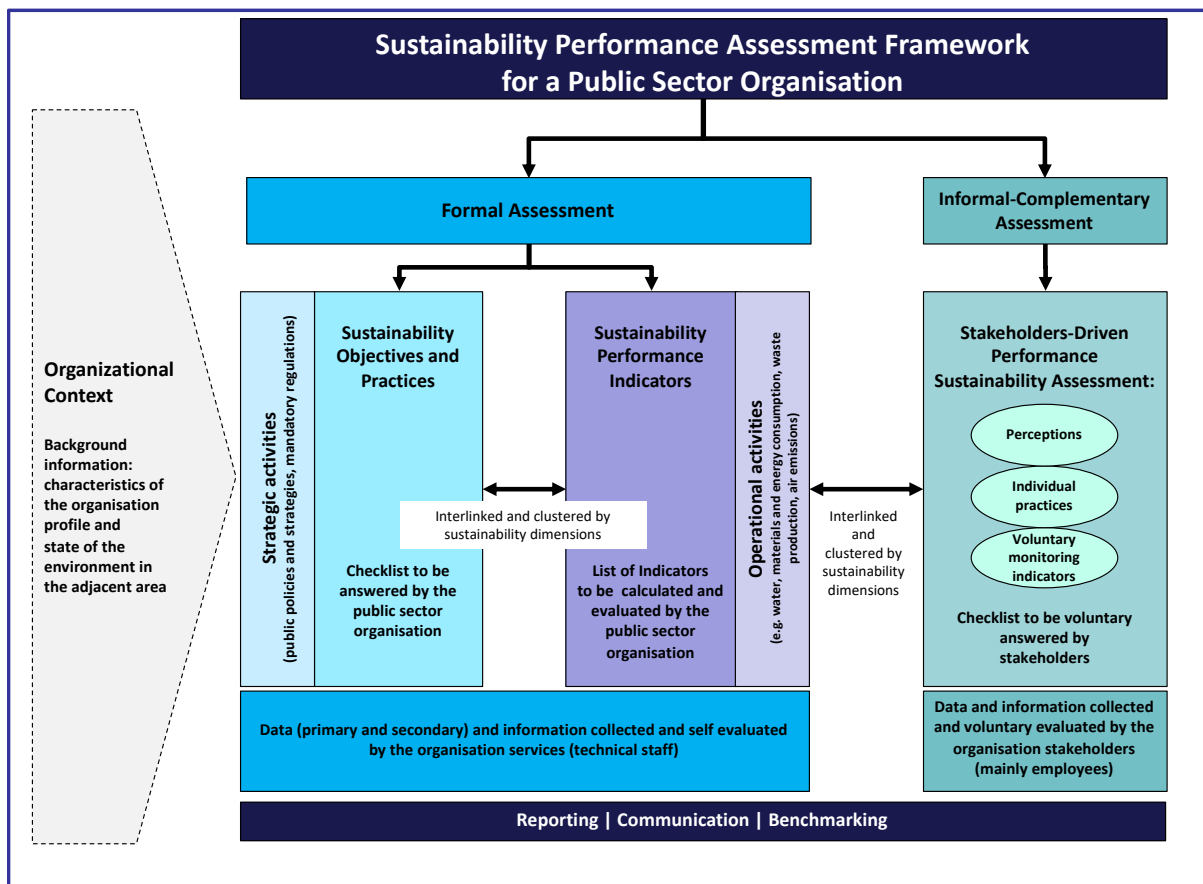 Sustainability Performance Assessment Framework
for a Public Sector Organisation
Formal Assessment
Informal-Complementary
Assessment
Organizational
Context
Background
information:
characteristics of
the organisation
profile and
state of the
environment in
the adjacent area
Strategic activities
(public policies and strategies, mandatory regulations)
Sustainability
Objectives and
Practices
Checklist to be
answered by the
public sector
organisation
Interlinked and clustered by
sustainability dimensions
Sustainability
Performance
Indicators
List of Indicators
to be calculated and
evaluated by the
public sector
organisation
Operational activities
(e.g. water, materials and energy consumption, waste
production, air emissions)
Interlinked
and
clustered by
sustainability
dimensions
Stakeholders-Driven
Performance
Sustainability Assessment:
Perceptions
Individual
practices
Voluntary
monitoring
indicators
Checklist to be voluntary
answered by
stakeholders
Data (primary and secondary) and information collected and self evaluated
by the organisation services (technical staff)
Data and information collected
and voluntary evaluated by the
organisation stakeholders
(mainly employees)
Reporting | Communication | Benchmarking